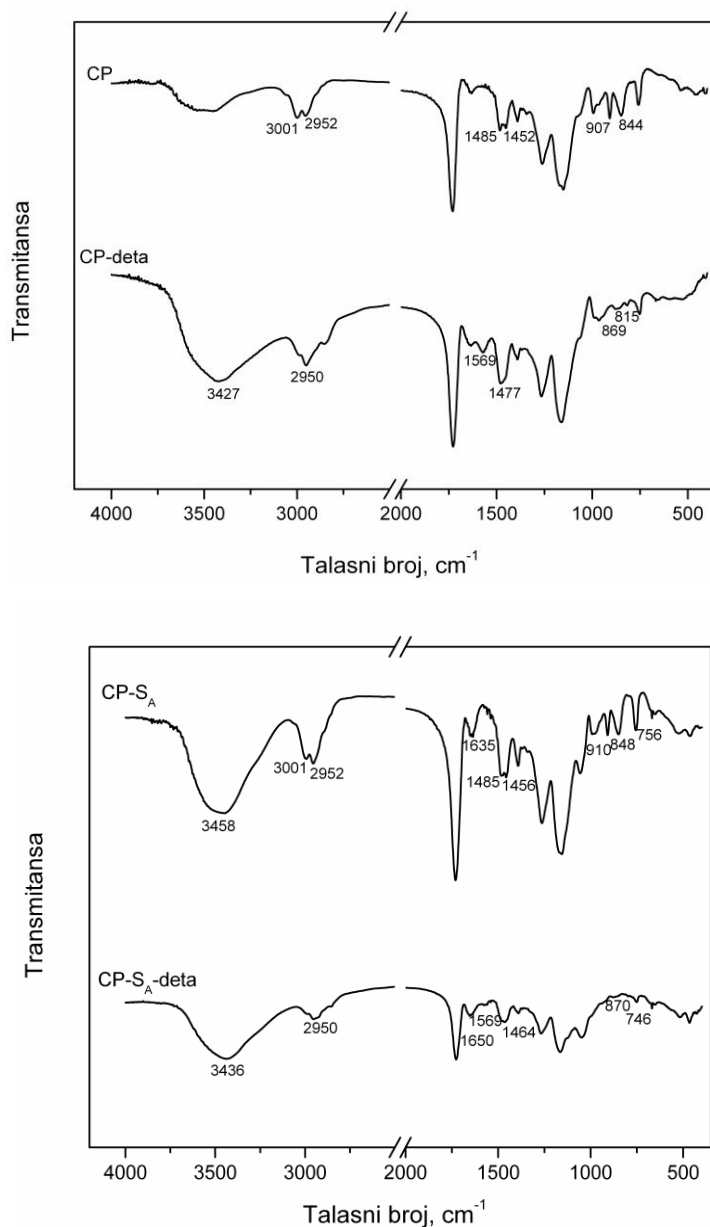 CP
3001 2952
1485 1452
907 844
CP-deta
3427
2950
1569
1477
869
815
Transmitansa
4000 3500 3000 2000 1500 1000 500
Talasni broj, cm⁻¹
CP-S_A
3458
3001 2952
1635
1485 1456
910 848 756
CP-S_A-deta
3436
2950
1650
1569
1464
870
746
Transmitansa
4000 3500 3000 2000 1500 1000 500
Talasni broj, cm⁻¹